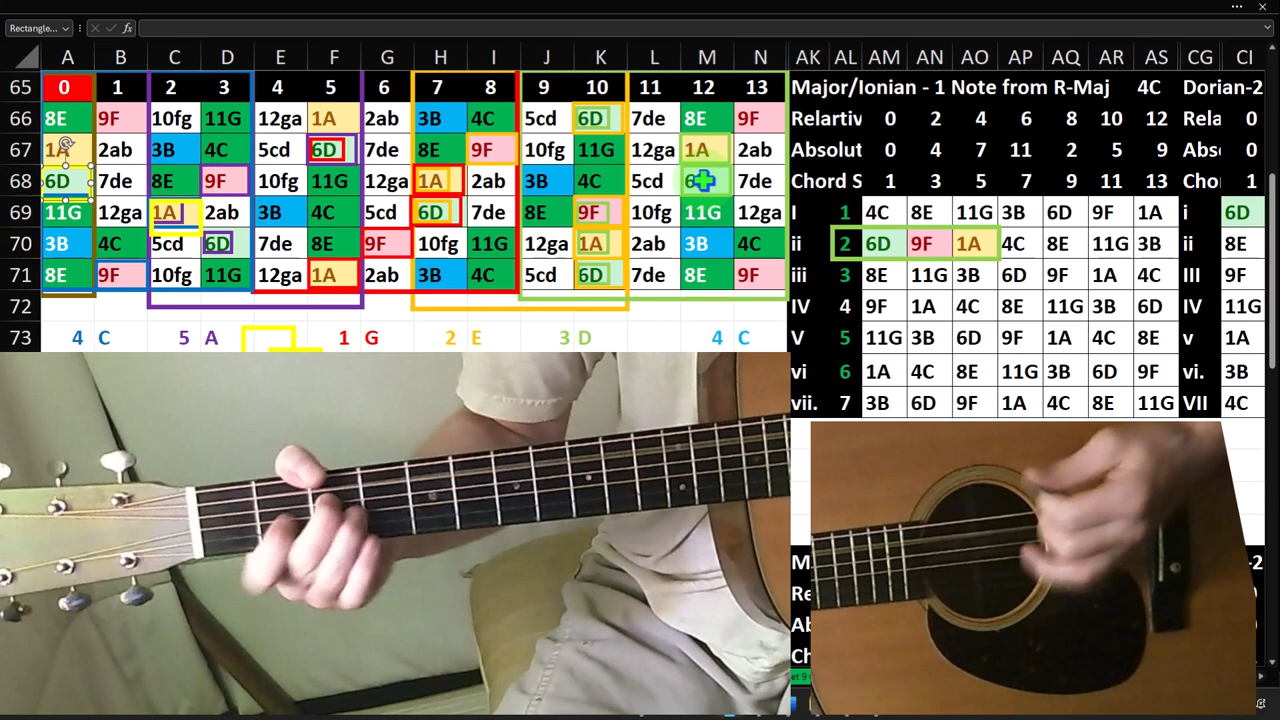 Rectangle...
fx
A B C D E F G H I J K L M N AK AL AM AN AO AP AQ AR AS CG CI
65 0 1 2 3 4 5 6 7 8 9 10 11 12 13 Major/Ionian - 1 Note from R-Maj 4C Dorian-2
66 8E 9F 10fg 11G 12ga 1A 2ab 3B 4C 5cd 6D 7de 8E 9F Relartiv 0 2 4 6 8 10 12 Rela 0
67 1A 2ab 3B 4C 5cd 6D 7de 8E 9F 10fg 11G 12ga 1A 2ab Absolut 0 4 7 11 2 5 9 Abs 0
68 6D 7de 8E 9F 10fg 11G 12ga 1A 2ab 3B 4C 5cd 7de Chord S 1 3 5 7 9 11 13 Cho 1
69 11G 12ga 1A 2ab 3B 4C 5cd 6D 7de 8E 9F 10fg 11G 12ga I 1 4C 8E 11G 3B 6D 9F 1A i 6D
70 3B 4C 5cd 6D 7de 8E 9F 10fg 11G 12ga 1A 2ab 3B 4C ii 2 6D 9F 1A 4C 8E 11G 3B ii 8E
71 8E 9F 10fg 11G 12ga 1A 2ab 3B 4C 5cd 6D 7de 8E 9F iii 3 8E 11G 3B 6D 9F 1A 4C III 9F
72 IV 4 9F 1A 4C 8E 11G 3B 6D IV 11G
73 4 C 5 A 1 G 2 E 3 D 4 C V 5 11G 3B 6D 9F 1A 4C 8E v 1A
vi 6 1A 4C 8E 11G 3B 6D 9F vi. 3B
vii. 7 3B 6D 9F 1A 4C 8E 11G VII 4C